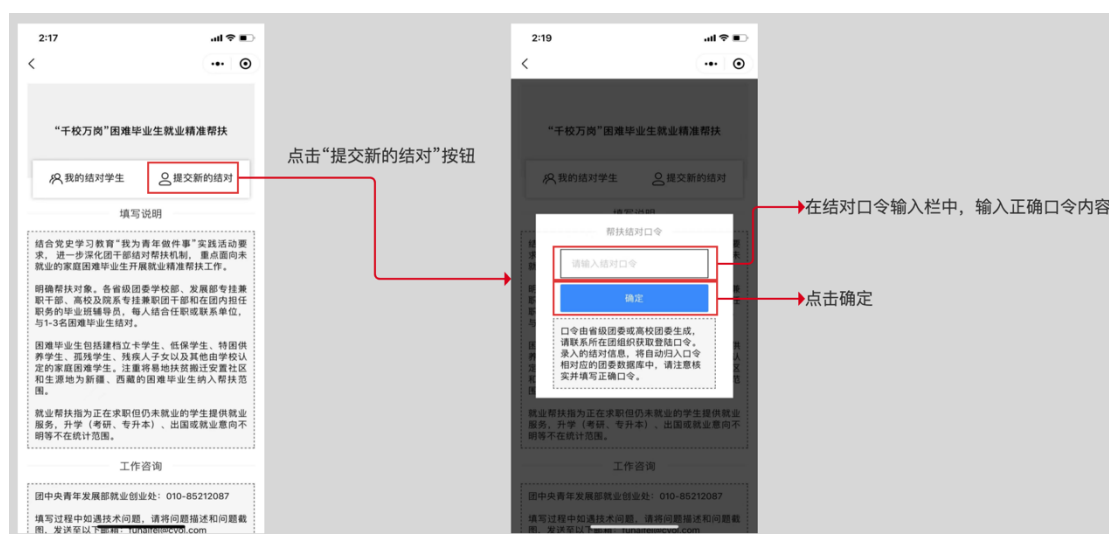 2:17
"千校万岗"困难毕业生就业精准帮扶
我的结对学生
提交新的结对
填写说明
结合党史学习教育"我为青年做件事"实践活动要
求，进一步深化团干部结对帮扶机制，重点面向未
就业的家庭困难毕业生开展就业精准帮扶工作。
明确帮扶对象。各省级团委学校部、发展部专挂兼
职干部、高校及院系专挂兼职团干部和在团内担任
职务的毕业班辅导员，每人结合任职或联系单位，
与1-3名困难毕业生结对。
困难毕业生包括建档立卡学生、低保学生、特困供
养学生、孤残学生、残疾人子女以及其他由学校认
定的家庭困难学生。注重将易地扶贫搬迁安置社区
和生源地为新疆、西藏的困难毕业生纳入帮扶范
围。
就业帮扶指为正在求职但仍未就业的学生提供就业
服务，升学（考研、专升本）、出国或就业意向不
明等不在统计范围。
工作咨询
团中央青年发展部就业创业处：010-85212087
填写过程中如遇技术问题，请将问题描述和问题截
图，发送至以下邮箱：
点击"提交新的结对"按钮
2:19
"千校万岗"困难毕业生就业精准帮扶
我的结对学生
提交新的结对
帮扶结对口令
请输入结对口令
确定
口令由省级团委或高校团委生成，
请联系所在团组织获取登陆口令。
录入的结对信息，将自动归入口令
相对应的团委数据库中，请注意核
实并填写正确口令。
就业帮扶指为正在求职但仍未就业的学生提供就业
服务，升学（考研、专升本）、出国或就业意向不
明等不在统计范围。
工作咨询
团中央青年发展部就业创业处：010-85212087
填写过程中如遇技术问题，请将问题描述和问题截
图，发送至以下邮箱：
在结对口令输入栏中，输入正确口令内容
点击确定